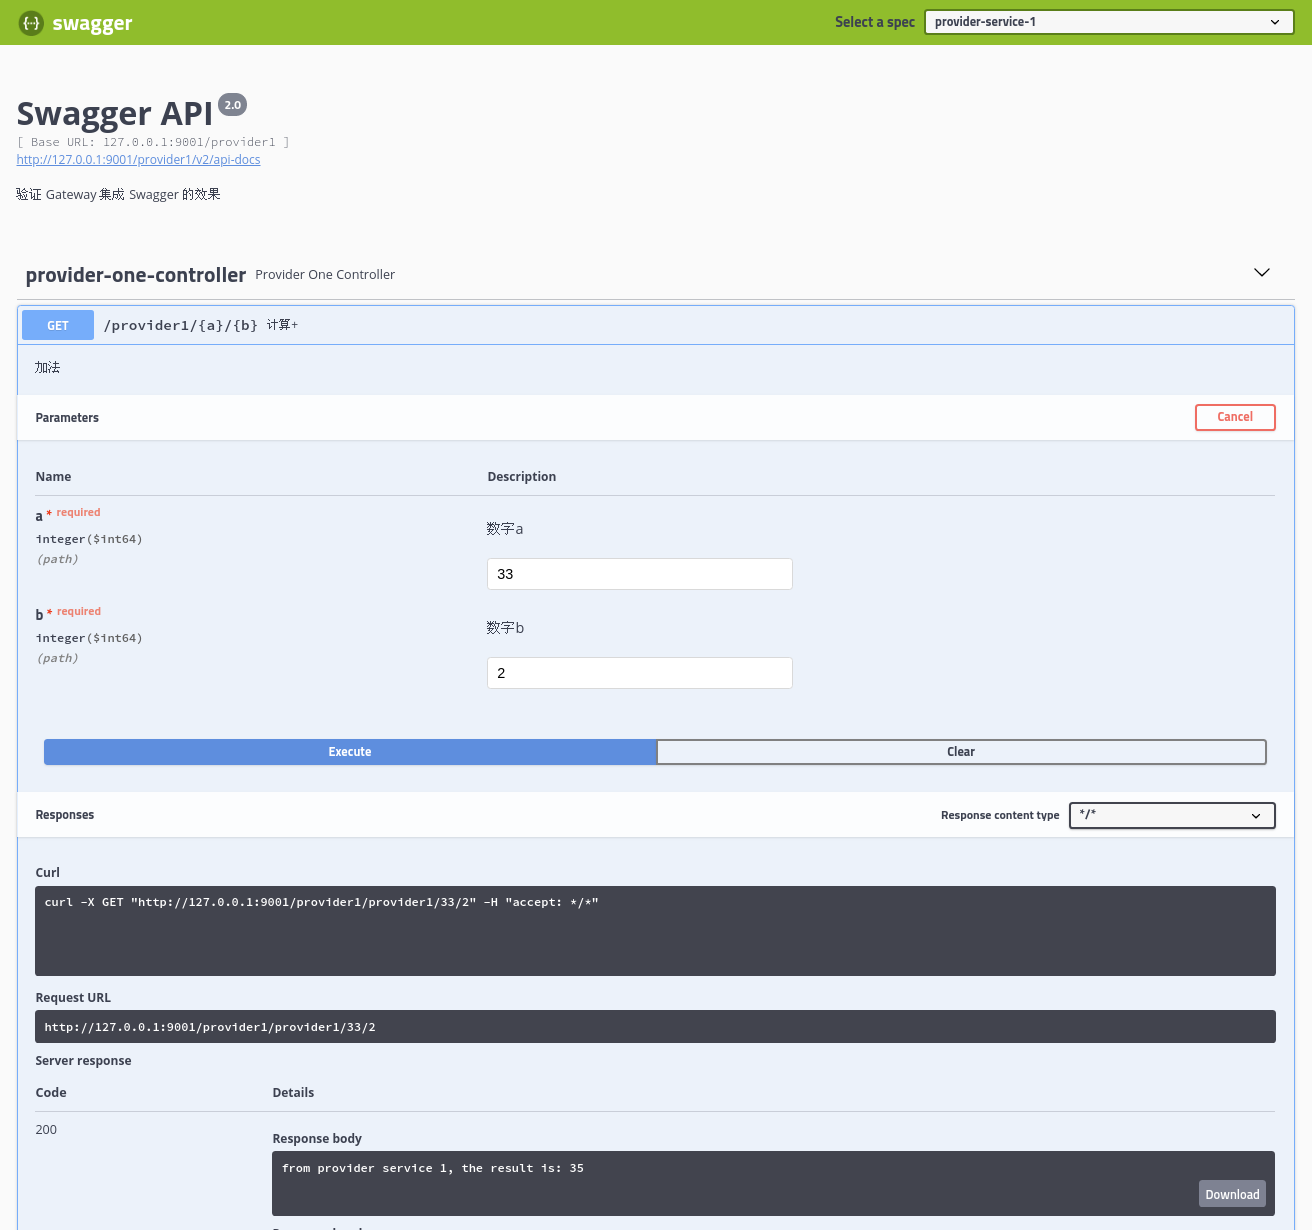 {···} swagger
Select a spec provider-service-1
Swagger API 2.0
[ Base URL: 127.0.0.1:9001/provider1 ]
http://127.0.0.1:9001/provider1/v2/api-docs
验证 Gateway 集成 Swagger 的效果
provider-one-controller Provider One Controller
GET /provider1/{a}/{b} 计算+
加法
Parameters Cancel
Name Description
a * required
数字a
integer($int64)
(path)
33
b * required
数字b
integer($int64)
(path)
2
Execute Clear
Responses Response content type */*
Curl
curl -X GET "http://127.0.0.1:9001/provider1/provider1/33/2" -H "accept: */*"
Request URL
http://127.0.0.1:9001/provider1/provider1/33/2
Server response
Code Details
200
Response body
from provider service 1, the result is: 35
Download